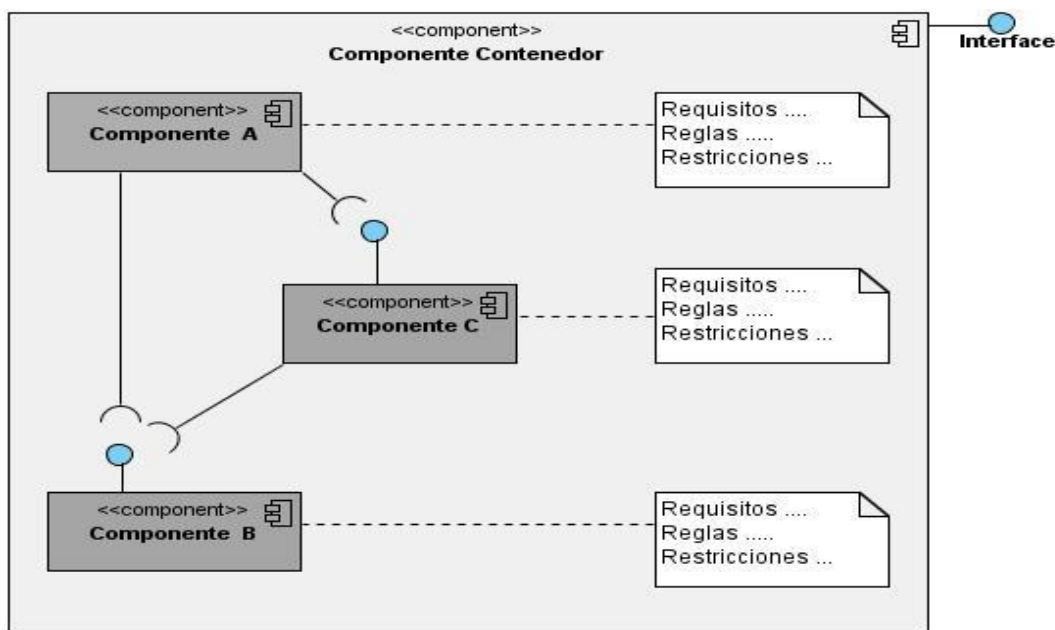 <<component>>
Componente Contenedor
Interface
<<component>>
Componente A
Requisitos ....
Reglas .....
Restricciones ...
<<component>>
Componente C
Requisitos ....
Reglas .....
Restricciones ...
<<component>>
Componente B
Requisitos ....
Reglas .....
Restricciones ...